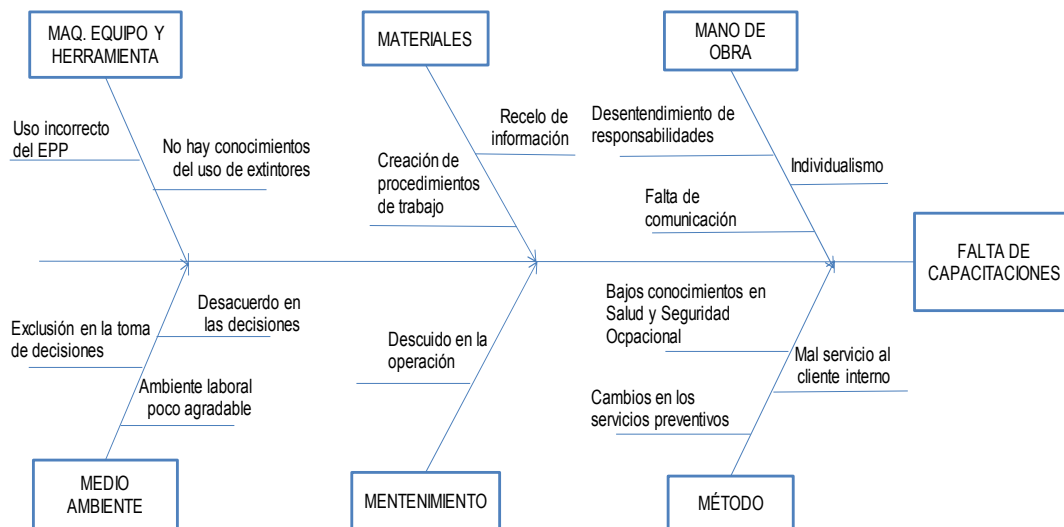 MAQ. EQUIPO Y
HERRAMIENTA
MATERIALES
MANO DE
OBRA
Uso incorrecto
del EPP
No hay conocimientos
del uso de extintores
Recelo de
información
Creación de
procedimientos
de trabajo
Desentendimiento de
responsabilidades
Individualismo
Falta de
comunicación
FALTA DE
CAPACITACIONES
Exclusión en la toma
de decisiones
Desacuerdo en
las decisiones
Ambiente laboral
poco agradable
Descuido en la
operación
Bajos conocimientos en
Salud y Seguridad
Ocpacional
Mal servicio al
cliente interno
Cambios en los
servicios preventivos
MEDIO
AMBIENTE
MENTENIMIENTO
MÉTODO